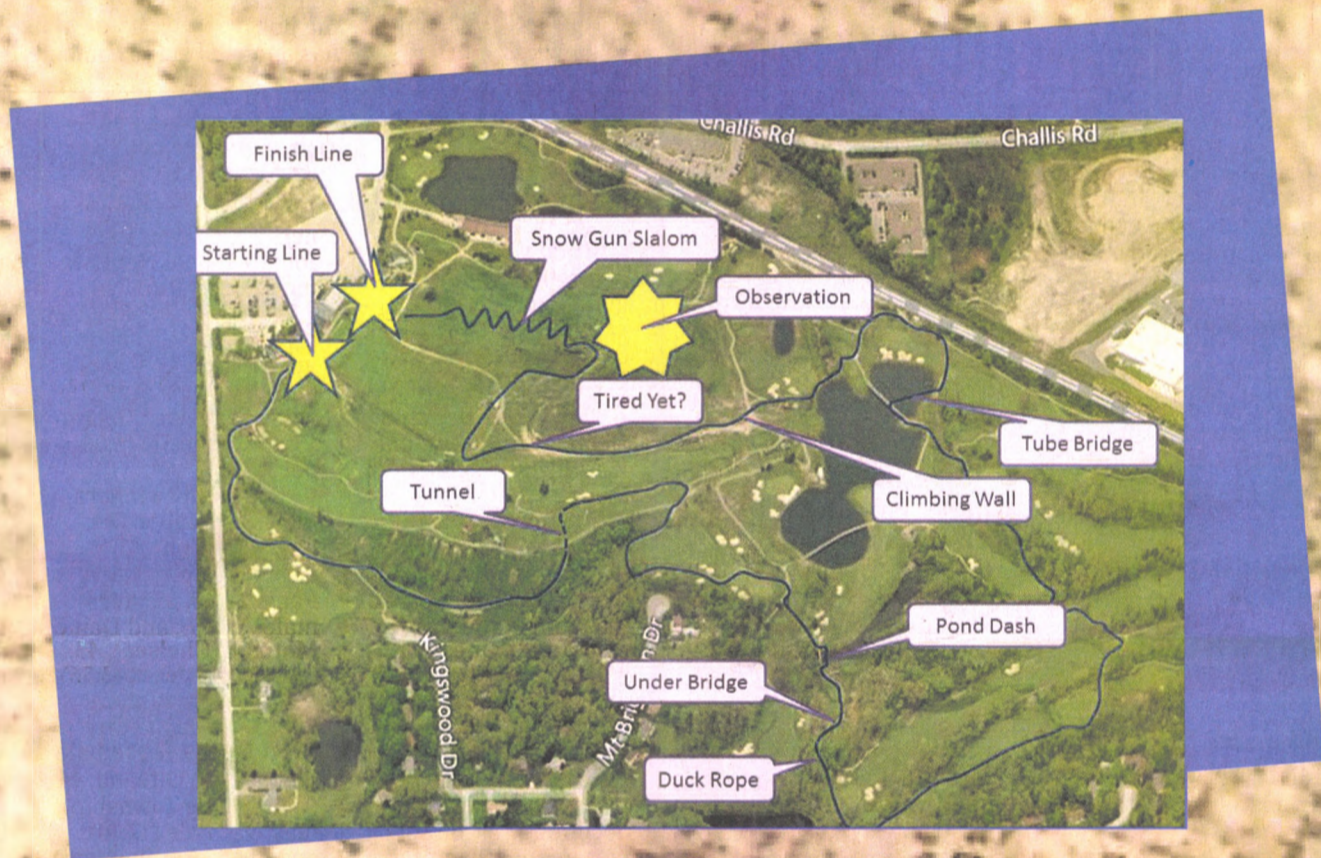 Challis Rd
Challis Rd
Finish Line
Starting Line
Snow Gun Slalom
Observation
Tired Yet?
Tube Bridge
Tunnel
Climbing Wall
Pond Dash
Under Bridge
Duck Rope
Kingswood Dr
Dr